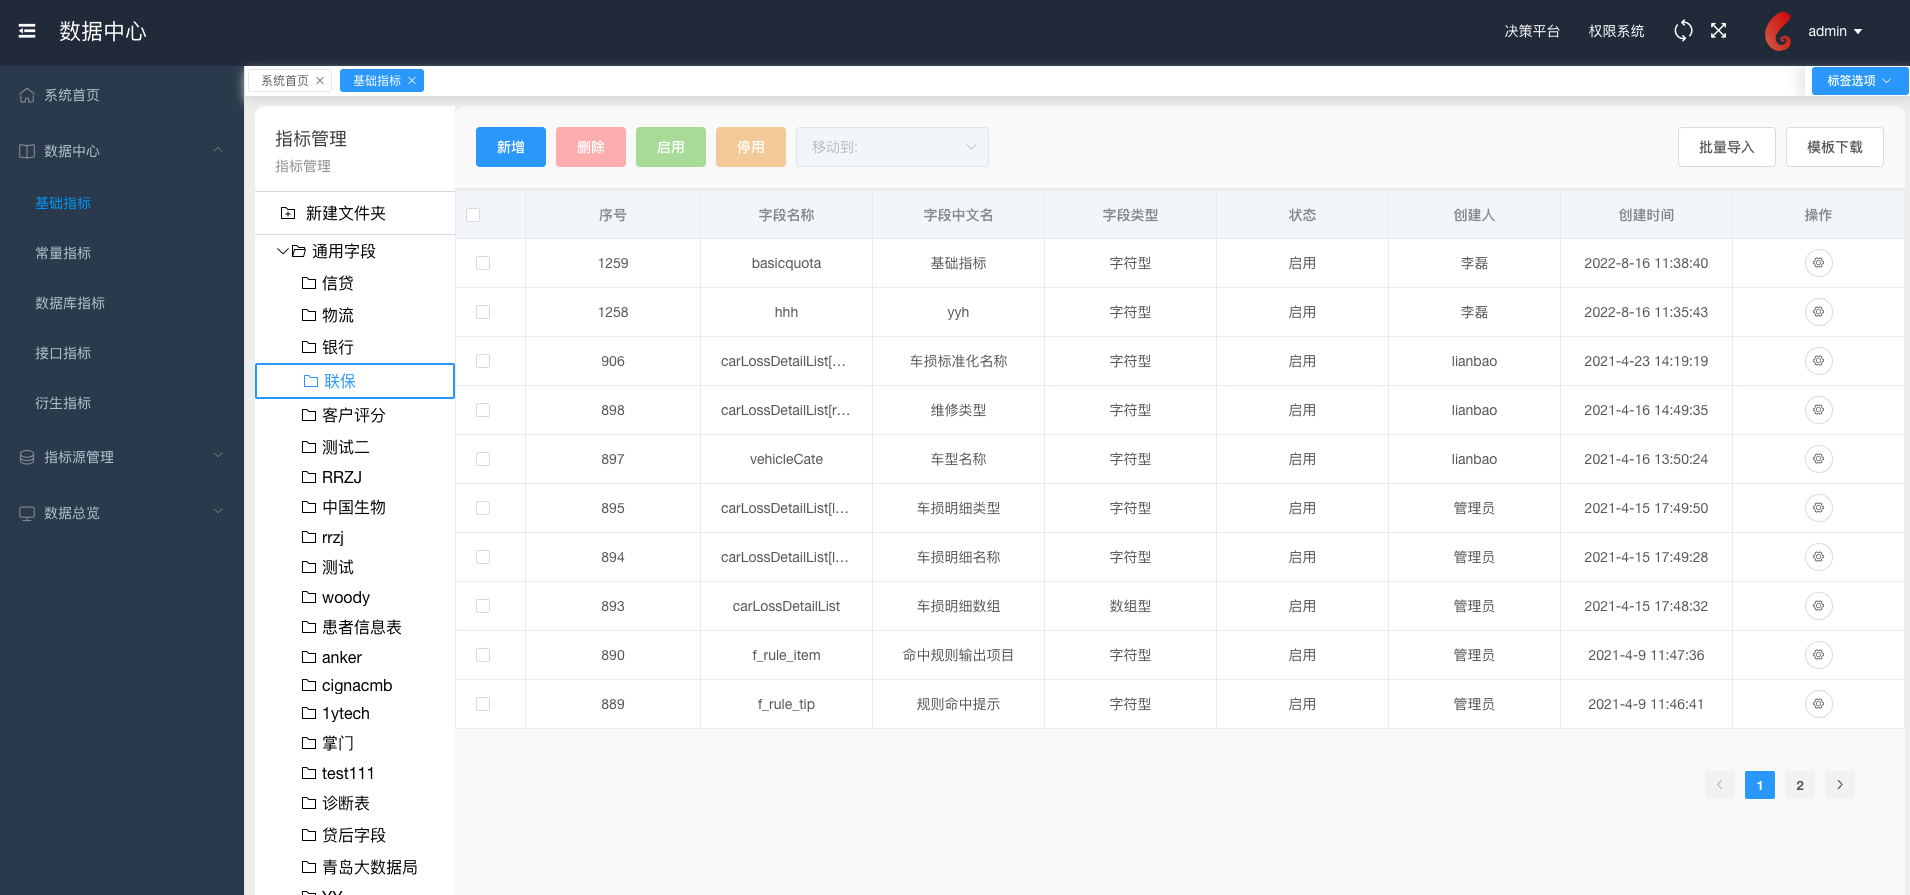 数据中心
决策平台 权限系统 admin
系统首页
数据中心
基础指标
常量指标
数据库指标
接口指标
衍生指标
指标源管理
数据总览
系统首页 基础指标 标签选项
指标管理
指标管理
新建文件夹
通用字段
信贷
物流
银行
联保
客户评分
测试二
RRZJ
中国生物
rrzj
测试
woody
患者信息表
anker
cignacmb
1ytech
掌门
test111
诊断表
贷后字段
青岛大数据局
新增 删除 启用 停用 移动到: 批量导入 模板下载
序号 字段名称 字段中文名 字段类型 状态 创建人 创建时间 操作
1259 basicquota 基础指标 字符型 启用 李磊 2022-8-16 11:38:40
1258 hhh yyh 字符型 启用 李磊 2022-8-16 11:35:43
906 carLossDetailList[... 车损标准化名称 字符型 启用 lianbao 2021-4-23 14:19:19
898 carLossDetailList[r... 维修类型 字符型 启用 lianbao 2021-4-16 14:49:35
897 vehicleCate 车型名称 字符型 启用 lianbao 2021-4-16 13:50:24
895 carLossDetailList[l... 车损明细类型 字符型 启用 管理员 2021-4-15 17:49:50
894 carLossDetailList[l... 车损明细名称 字符型 启用 管理员 2021-4-15 17:49:28
893 carLossDetailList 车损明细数组 数组型 启用 管理员 2021-4-15 17:48:32
890 f_rule_item 命中规则输出项目 字符型 启用 管理员 2021-4-9 11:47:36
889 f_rule_tip 规则命中提示 字符型 启用 管理员 2021-4-9 11:46:41
1 2